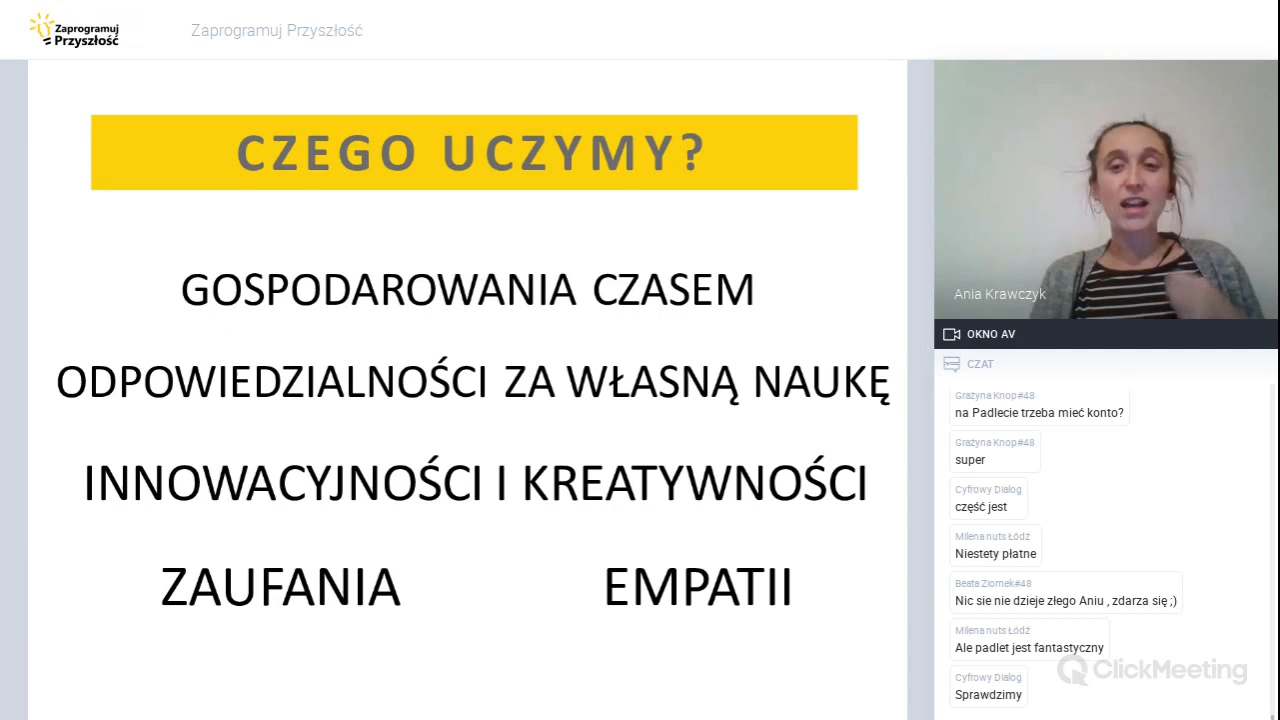 Zaprogramuj
Przyszłość
Zaprogramuj Przyszłość
CZEGO UCZYMY?
GOSPODAROWANIA CZASEM
ODPOWIEDZIALNOŚCI ZA WŁASNĄ NAUKĘ
INNOWACYJNOŚCI I KREATYWNOŚCI
ZAUFANIA EMPATII
Ania Krawczyk
OKNO AV
CZAT
Grażyna Knop#48
na Padlecie trzeba mieć konto?
Grażyna Knop#48
super
Cyfrowy Dialog
część jest
Milena nuts Łódź
Niestety płatne
Beata Ziomek#48
Nic sie nie dzieje złego Aniu , zdarza się ;)
Milena nuts Łódź
Ale padlet jest fantastyczny
Cyfrowy Dialog
Sprawdzimy
ClickMeeting